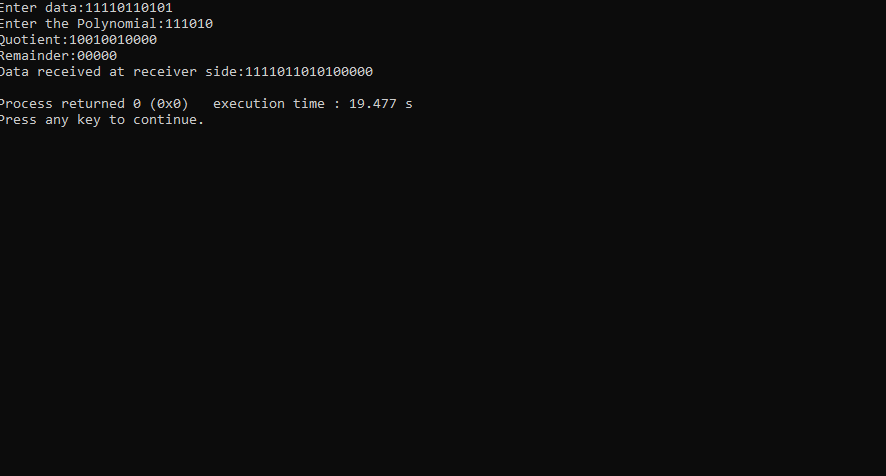 Enter data:11110110101
Enter the Polynomial:111010
Quotient:10010010000
Remainder:00000
Data received at receiver side:1111011010100000
Process returned 0 (0x0)   execution time : 19.477 s
Press any key to continue.